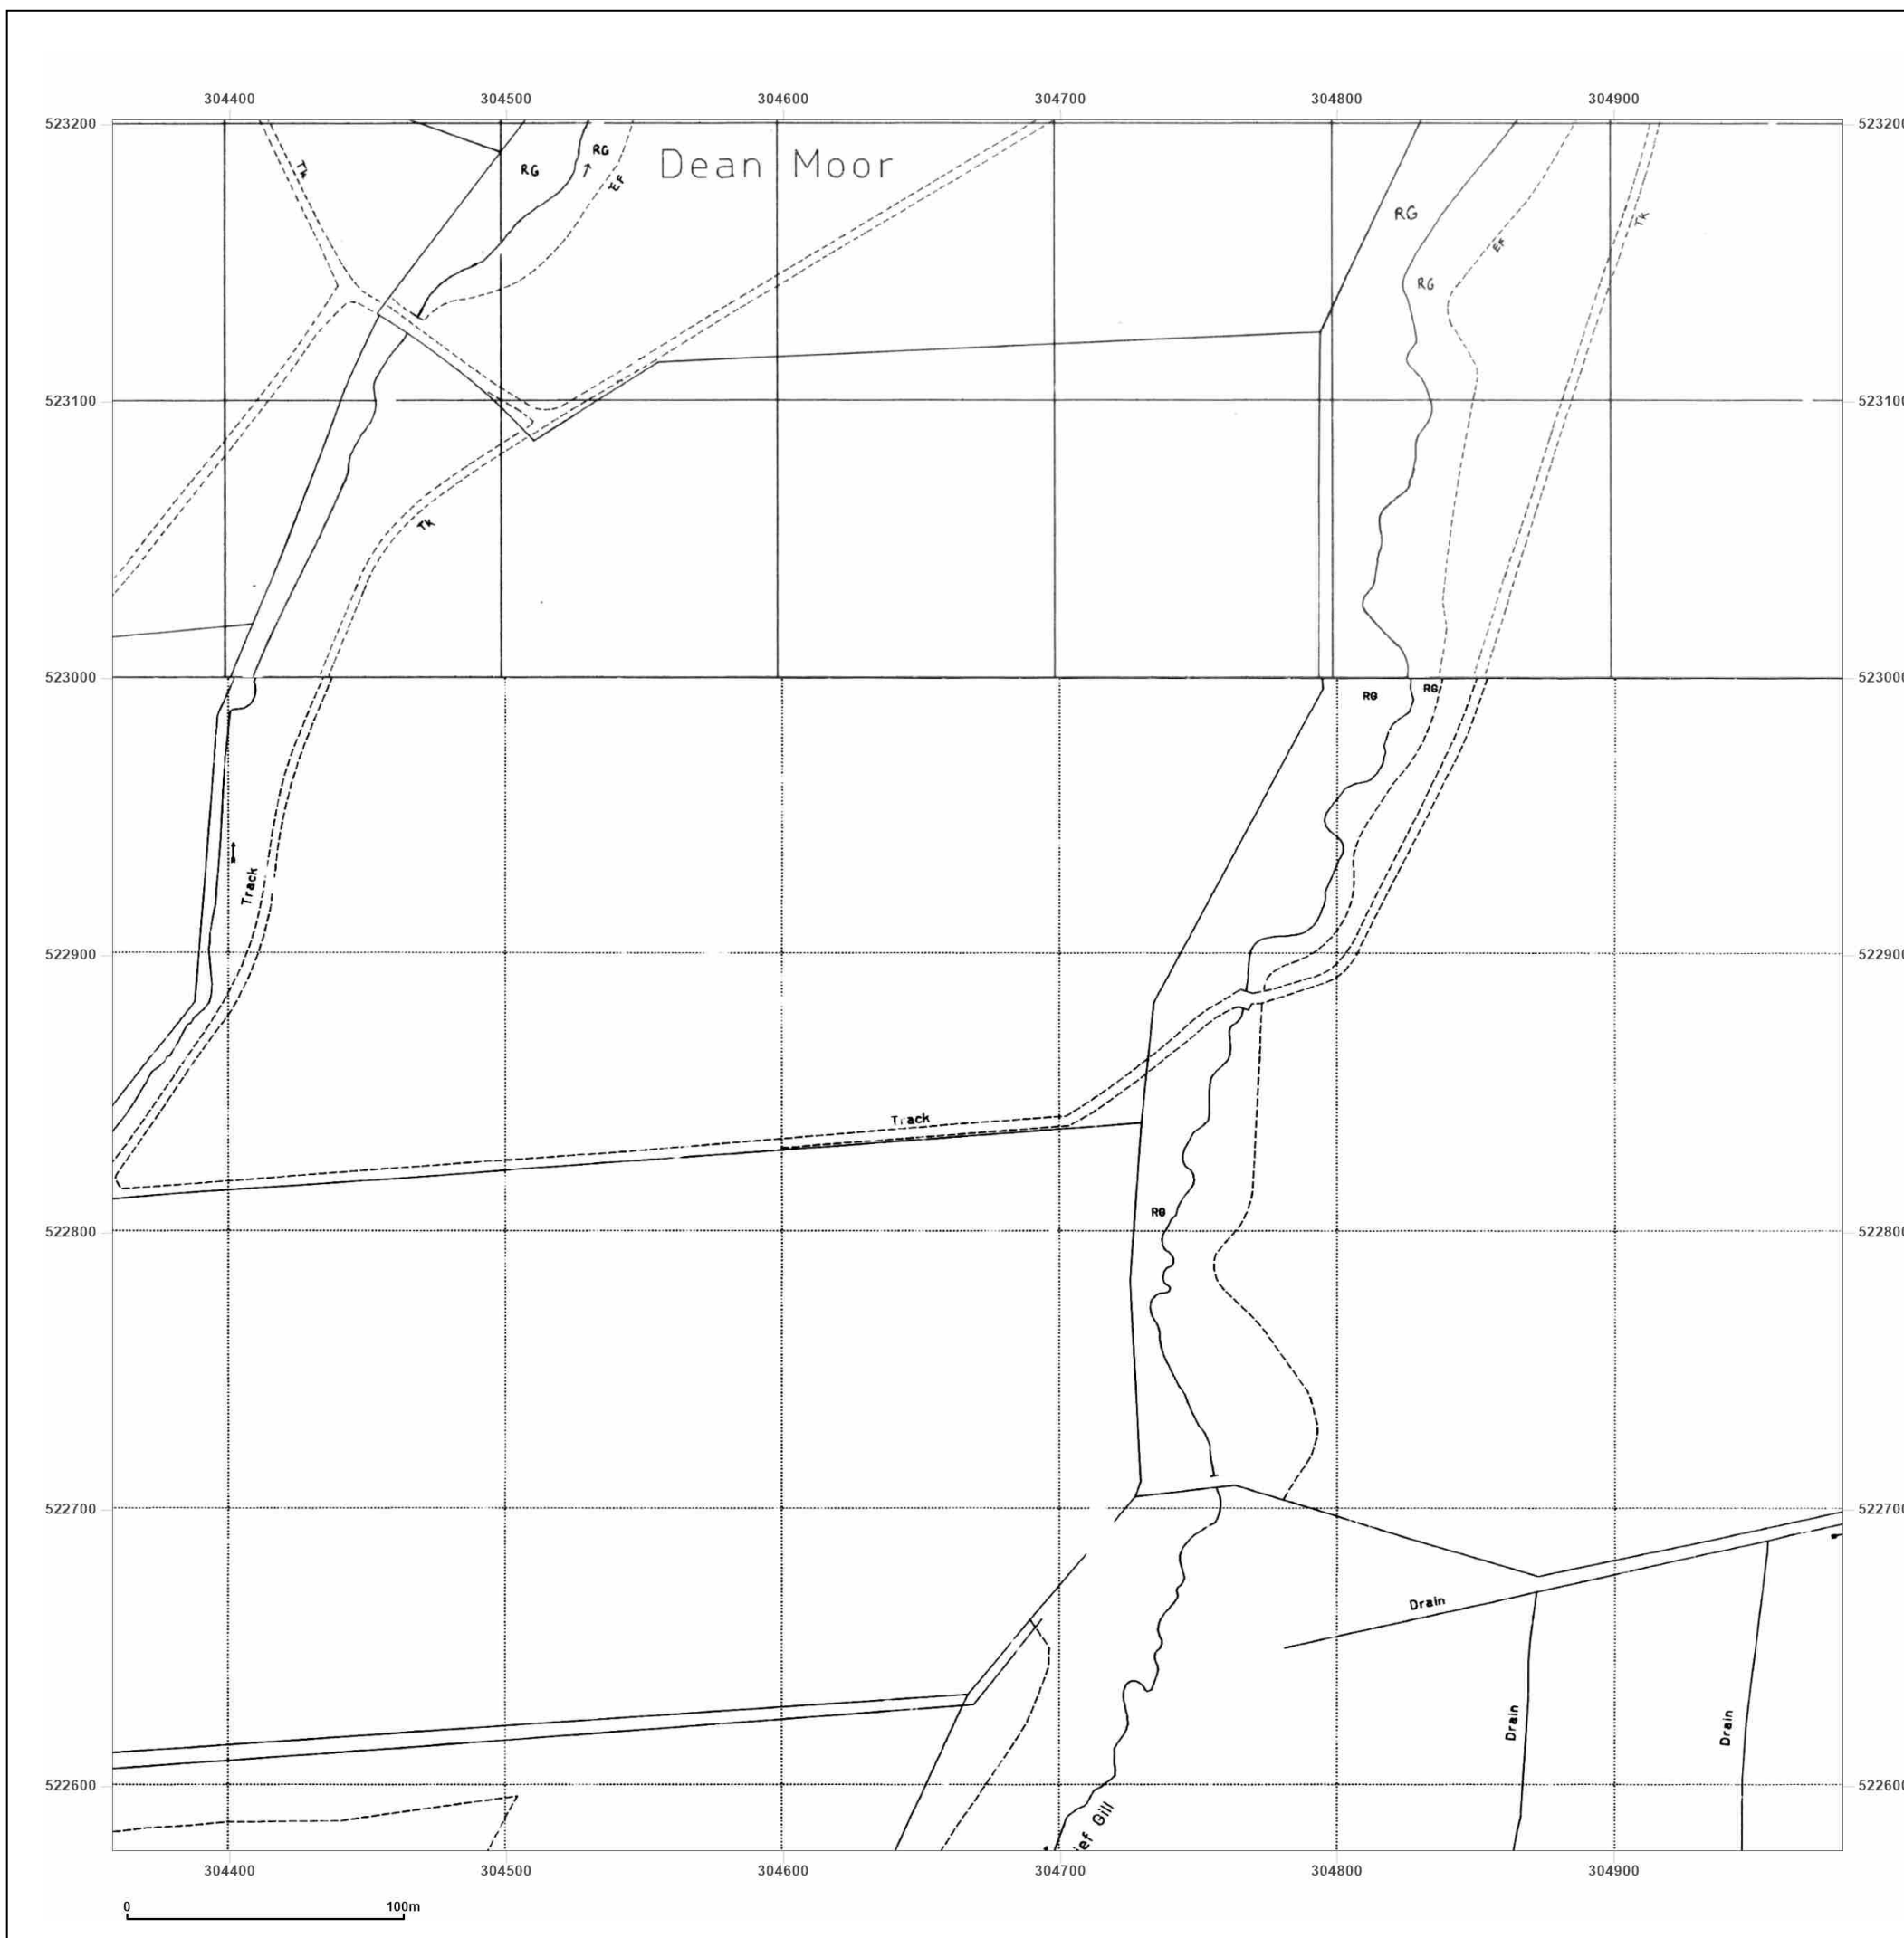 304400 304500 304600 304700 304800 304900
523200 523200
Tk RG RG EF Dean Moor
RG Tk
EF
RG
523100 523100
Tk
523000 523000
RG RG
Track
522900 522900
Track
RG
522800 522800
522700 522700
Drain
Drain Drain
522600 522600
ief Gill
304400 304500 304600 304700 304800 304900
0 100m